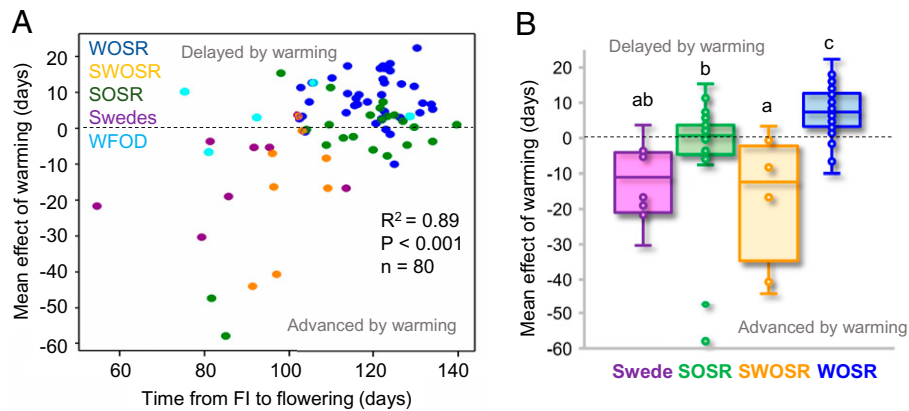 A
Mean effect of warming (days)
20
10
0
-10
-20
-30
-40
-50
-60
WOSR
SWOSR
SOSR
Swedes
WFOD
Delayed by warming
R² = 0.89
P < 0.001
n = 80
Advanced by warming
60
80
100
120
140
Time from FI to flowering (days)
B
Mean effect of warming (days)
30
20
10
0
-10
-20
-30
-40
-50
-60
Delayed by warming
ab
b
a
c
Advanced by warming
Swede SOSR SWOSR WOSR